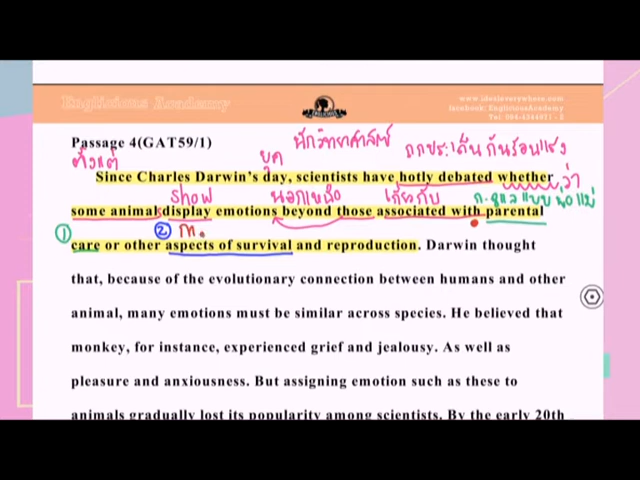 Englicious Academy
www.idealeverywhere.com
facebook: EngliciousAcademy
Passage 4(GAT59/1)
นักวิทยาศาสตร์
ถกประเด็นกันร้อนแรง
ตั้งแต่
ยุค
Since Charles Darwin's day, scientists have hotly debated whether
ว่า
show
นอกเหนือ
เกี่ยวกับ
ก.ดูแลแบบพ่อแม่
some animal display emotions beyond those associated with parental
1
2
ก.
care or other aspects of survival and reproduction. Darwin thought
that, because of the evolutionary connection between humans and other
animal, many emotions must be similar across species. He believed that
monkey, for instance, experienced grief and jealousy. As well as
pleasure and anxiousness. But assigning emotion such as these to
animals gradually lost its popularity among scientists. By the early 20th